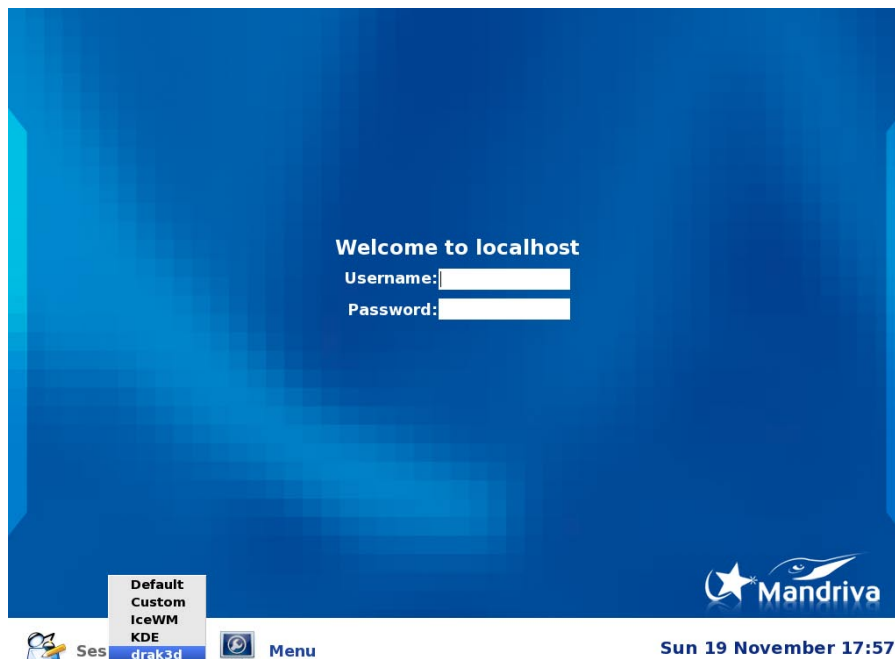 Welcome to localhost
Username:
Password:
Mandriva
Default
Custom
IceWM
KDE
drak3d
Ses
Menu
Sun 19 November 17:57